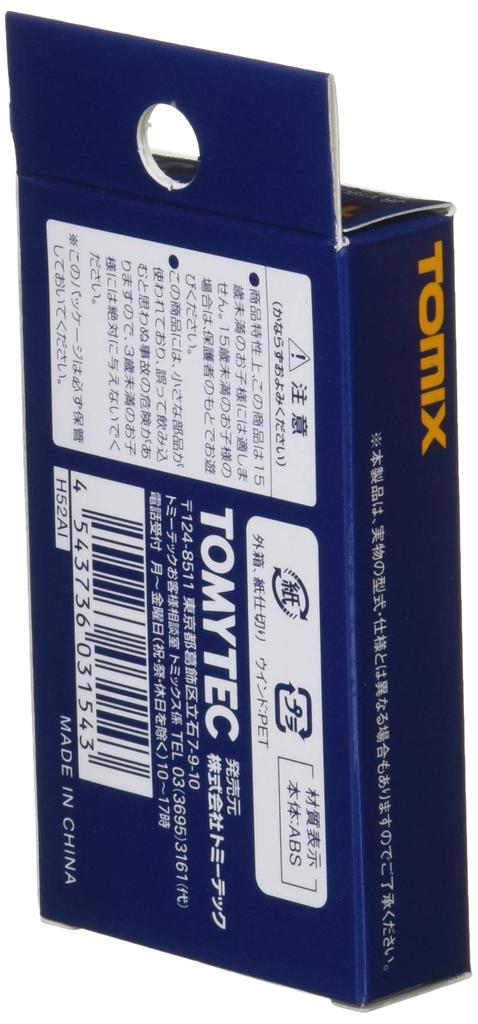 TOMIX
※本製品は、実物の型式・仕様とは異なる場合もありますのでご了承ください。
注意
(かならずおよみください)
●商品特性上、この商品は15
歳未満のお子様には適しま
せん。15歳未満のお子様の
場合は、保護者のもとでお遊
びください。
●この商品には、小さな部品が
使われており、誤って飲み込
むと思わぬ事故の危険があ
りますので、3歳未満のお子
様には絶対に与えないでく
ださい。
※このパッケージは必ず保管
しておいてください。
紙
外箱、紙仕切り
プラ
ウインド:PET
材質表示
本体:ABS
発売元
TOMYTEC 株式会社トミーテック
〒124-8511 東京都葛飾区立石7-9-10
トミーテックお客様相談室 トミックス係 TEL 03(3695)3161(代)
電話受付 月〜金曜日(祝・祭・休日を除く)10〜17時
4 543736 031543
H52AI
MADE IN CHINA